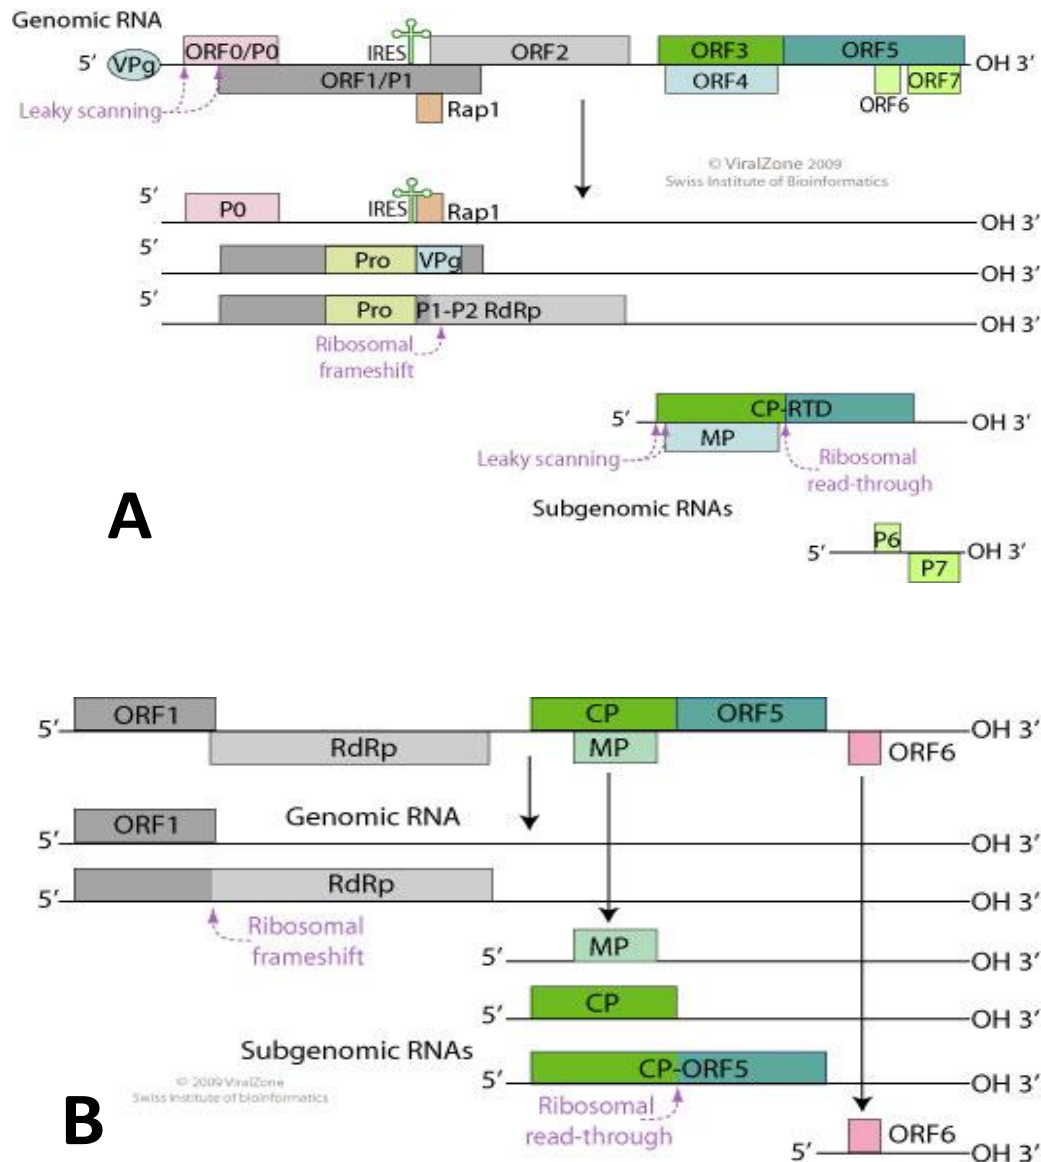 Genomic RNA
5′ VPg ORF0/P0 IRES ORF2 ORF3 ORF5 OH 3′
ORF1/P1 ORF4 ORF7
Leaky scanning Rap1 ORF6
© ViralZone 2009
Swiss Institute of Bioinformatics
5′ P0 IRES Rap1 OH 3′
5′ Pro VPg OH 3′
5′ Pro P1-P2 RdRp OH 3′
Ribosomal
frameshift
5′ CP-RTD OH 3′
MP
Leaky scanning Ribosomal
read-through
A
Subgenomic RNAs
5′ P6 OH 3′
P7
5′ ORF1 CP ORF5 OH 3′
RdRp MP ORF6
Genomic RNA
5′ ORF1 OH 3′
5′ RdRp OH 3′
Ribosomal
frameshift
5′ MP OH 3′
5′ CP OH 3′
Subgenomic RNAs
5′ CP-ORF5 OH 3′
© 2009 ViralZone
Swiss Institute of bioinformatics
Ribosomal
read-through
B
5′ ORF6 OH 3′